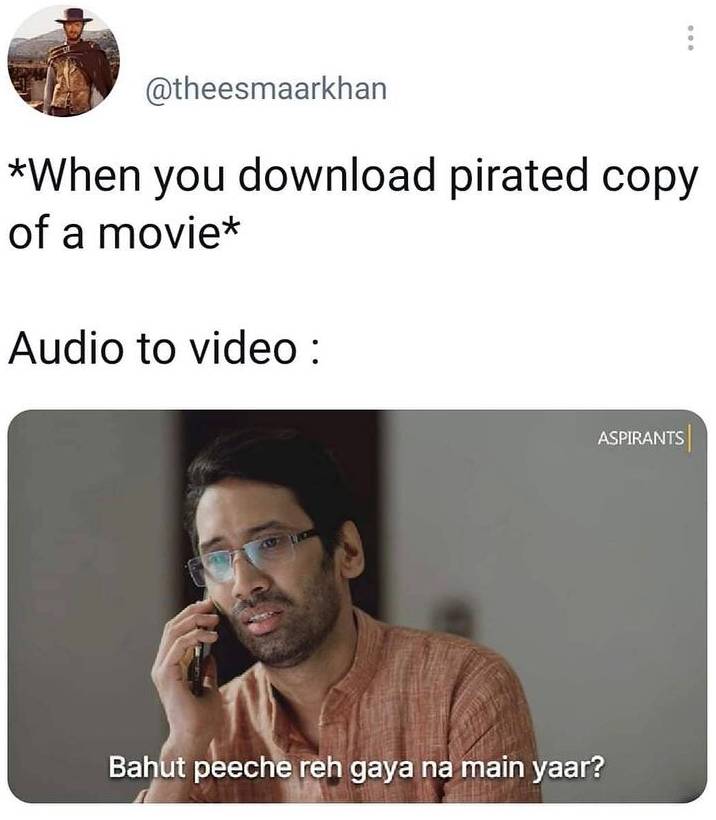 @theesmaarkhan
*When you download pirated copy
of a movie*
Audio to video :
ASPIRANTS
Bahut peeche reh gaya na main yaar?